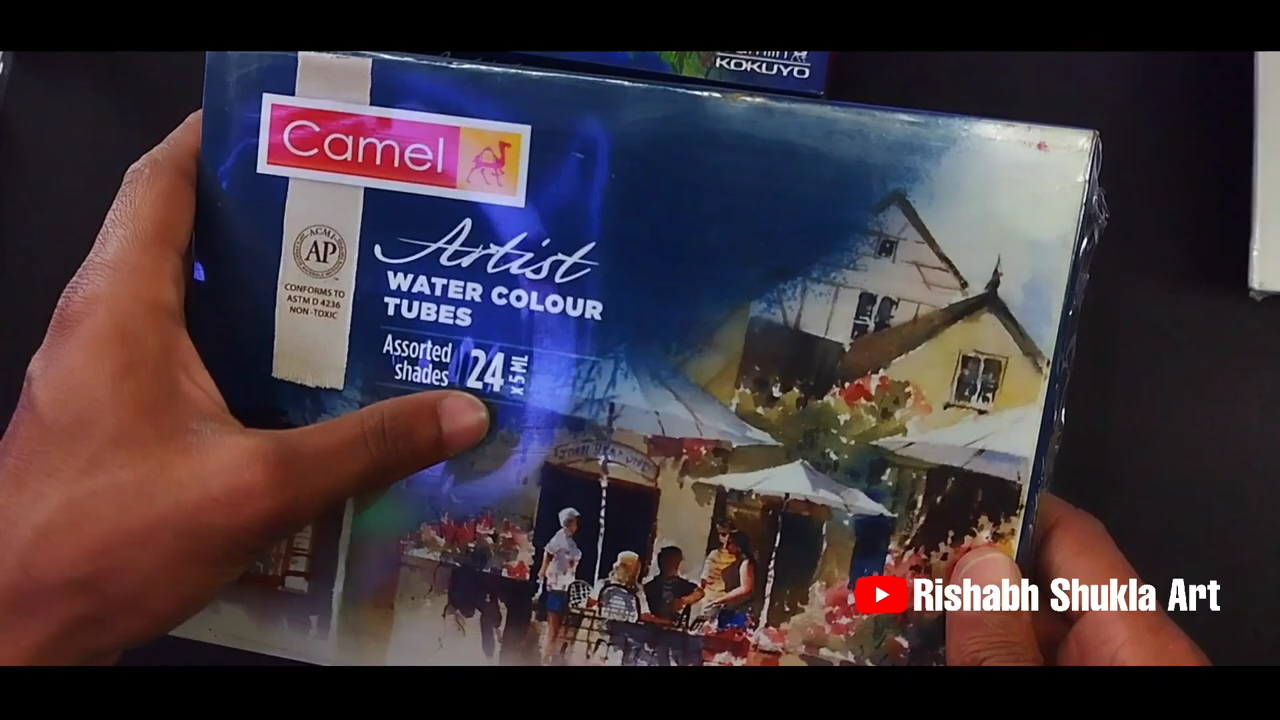 KOKUYO
Camel
ACMI
AP
CONFORMS TO
ASTM D 4236
NON-TOXIC
Artist
WATER COLOUR
TUBES
Assorted
shades
24
x 5 ML
Rishabh Shukla Art